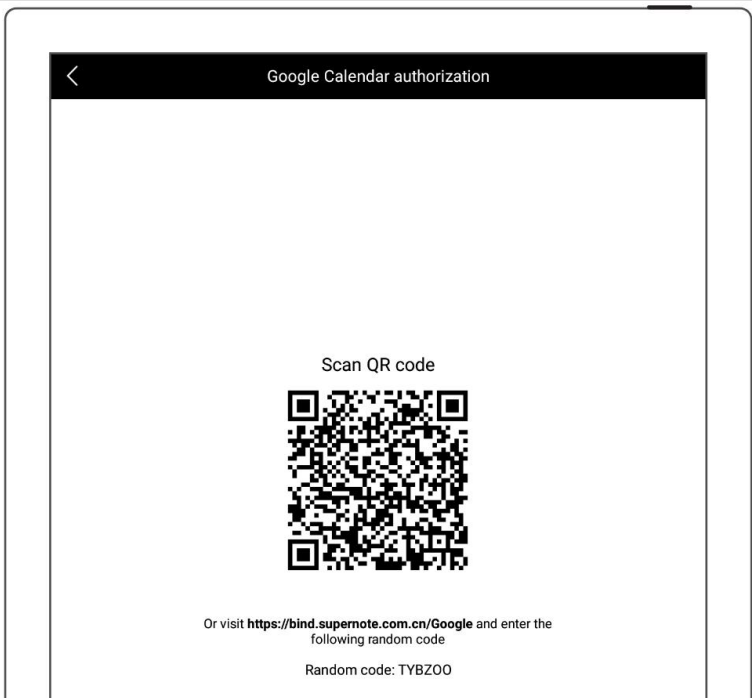 Google Calendar authorization
Scan QR code
Or visit https://bind.supernote.com.cn/Google and enter the
following random code
Random code: TYBZOO